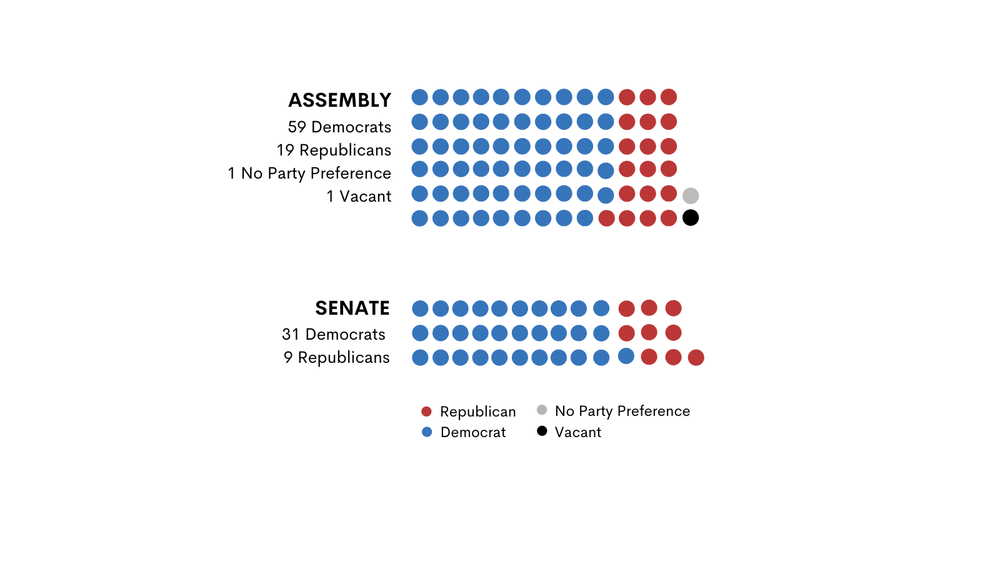 ASSEMBLY
59 Democrats
19 Republicans
1 No Party Preference
1 Vacant
SENATE
31 Democrats
9 Republicans
Republican
No Party Preference
Democrat
Vacant